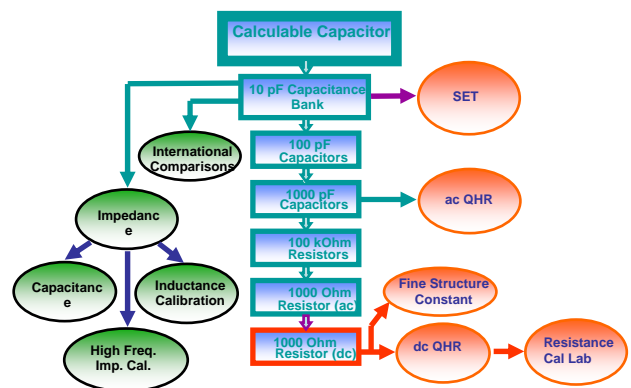 Calculable Capacitor
10 pF Capacitance
Bank
SET
International
Comparisons
100 pF
Capacitors
1000 pF
Capacitors
ac QHR
Impedanc
e
100 kOhm
Resistors
Capacitanc
e
Inductance
Calibration
1000 Ohm
Resistor (ac)
Fine Structure
Constant
High Freq.
Imp. Cal.
1000 Ohm
Resistor (dc)
dc QHR
Resistance
Cal Lab